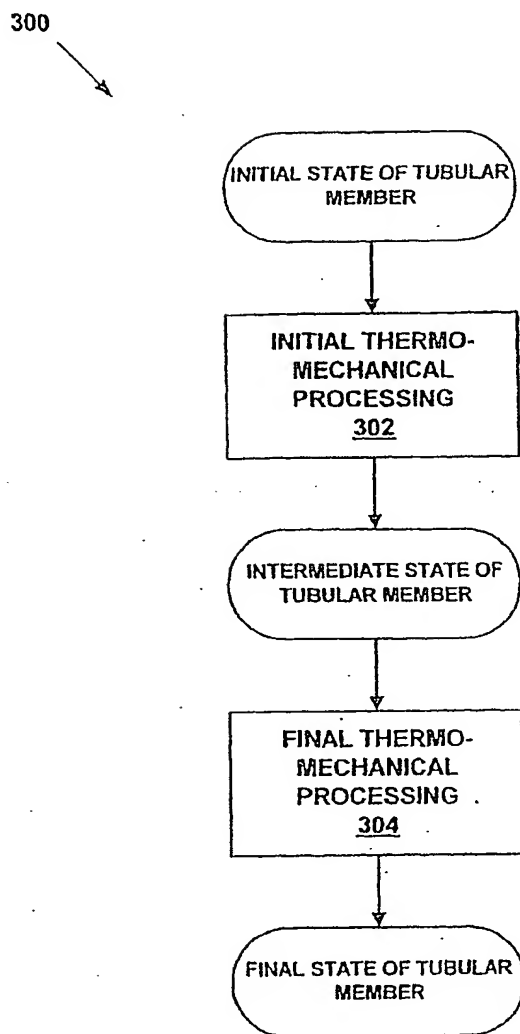 300
INITIAL STATE OF TUBULAR
MEMBER
INITIAL THERMO-
MECHANICAL
PROCESSING
302
INTERMEDIATE STATE OF
TUBULAR MEMBER
FINAL THERMO-
MECHANICAL
PROCESSING
304
FINAL STATE OF TUBULAR
MEMBER